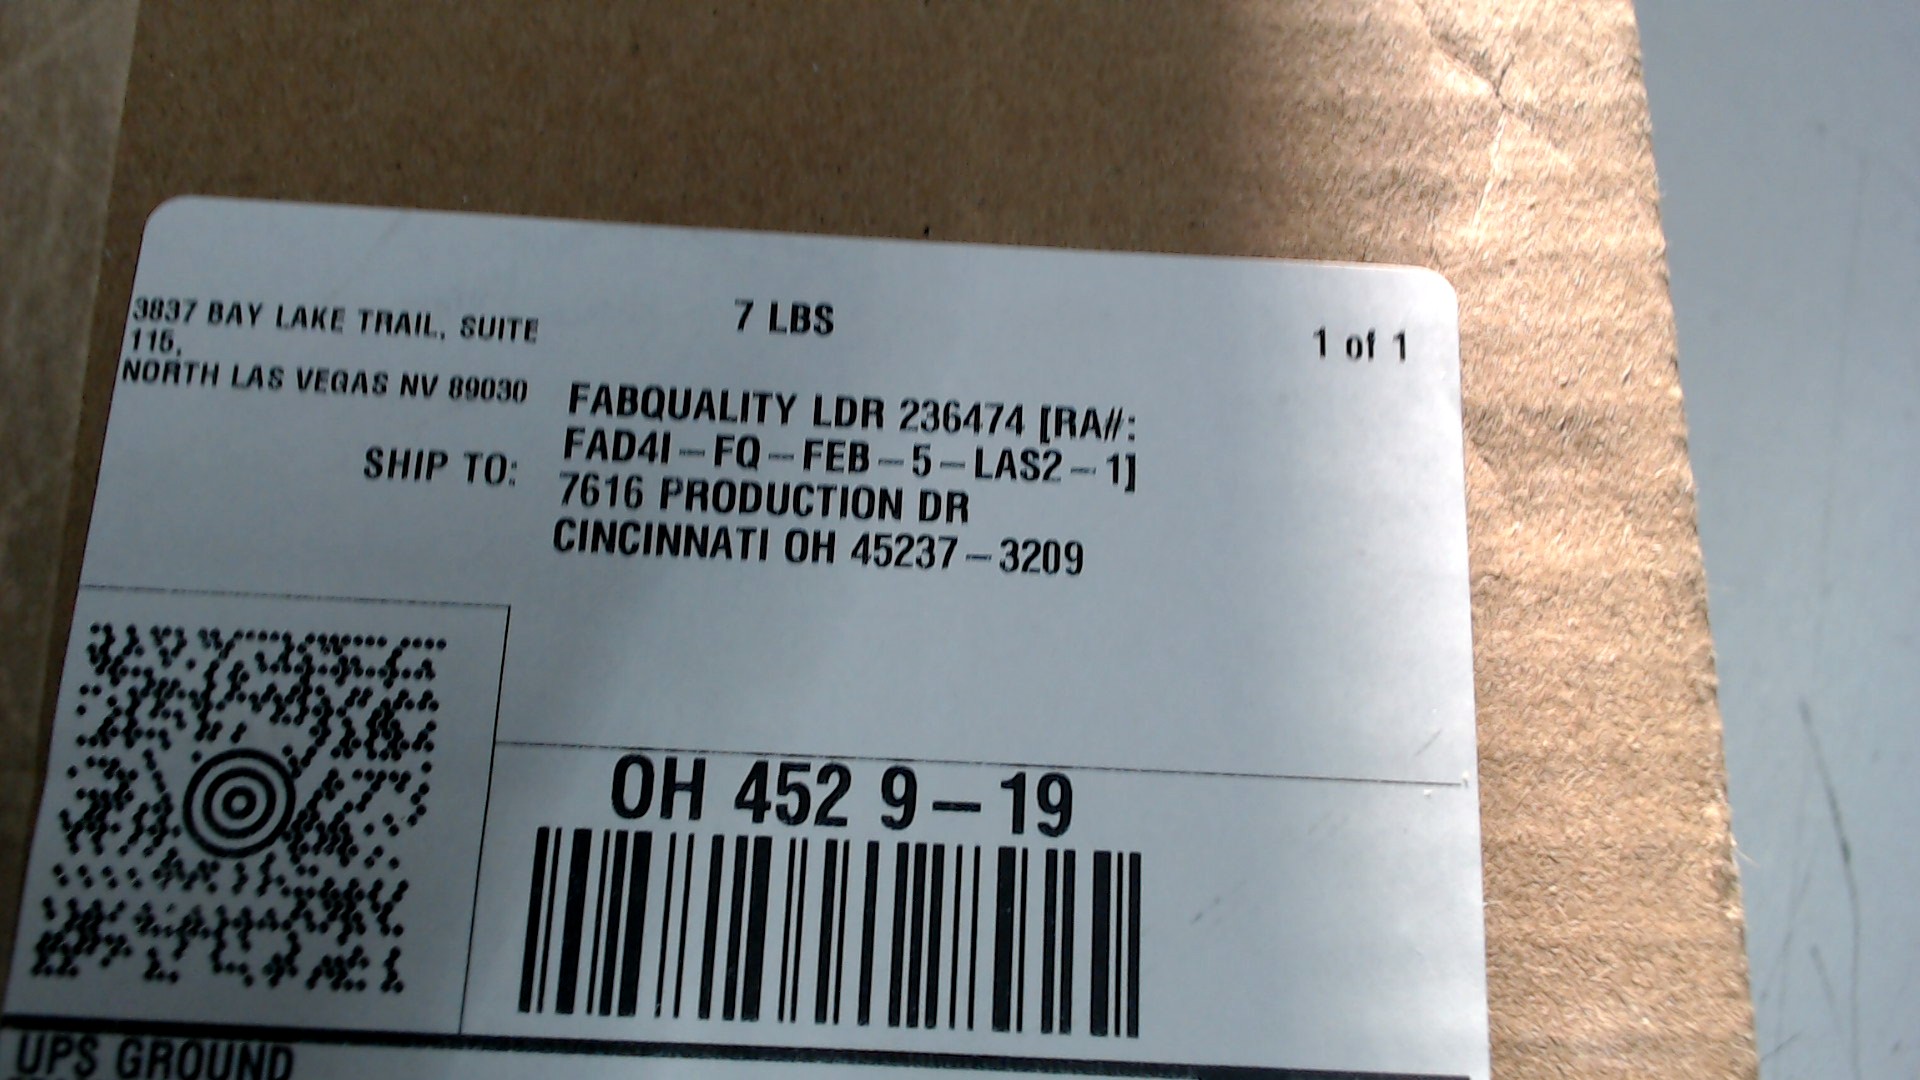 3837 BAY LAKE TRAIL, SUITE
115,
NORTH LAS VEGAS NV 89030
7 LBS
1 of 1
SHIP TO:
FABQUALITY LDR 236474 [RA#:
FAD4I-FQ-FEB-5-LAS2-1]
7616 PRODUCTION DR
CINCINNATI OH 45237-3209
OH 452 9-19
UPS GROUND